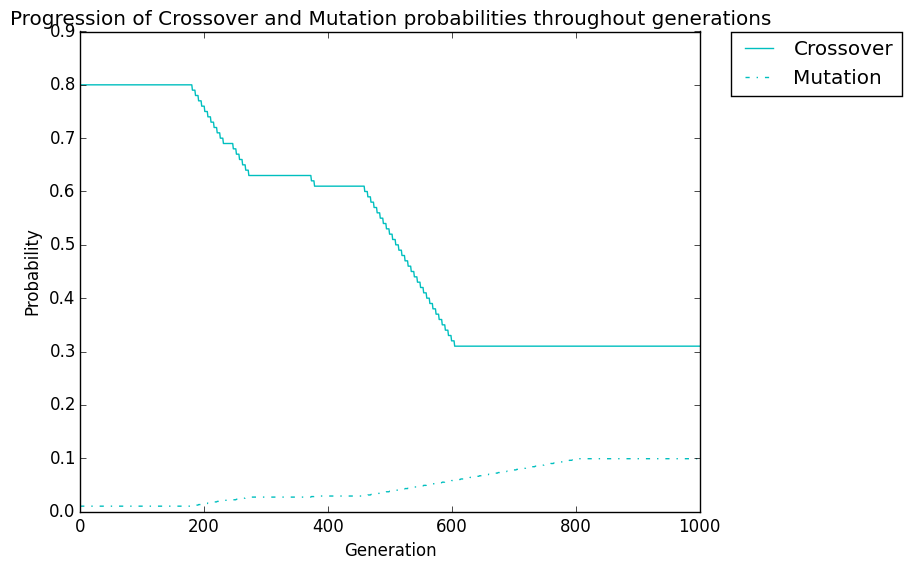 Progression of Crossover and Mutation probabilities throughout generations
0.9
0.8
0.7
0.6
0.5
0.4
0.3
0.2
0.1
0.0
Probability
0 200 400 600 800 1000
Generation
Crossover
Mutation